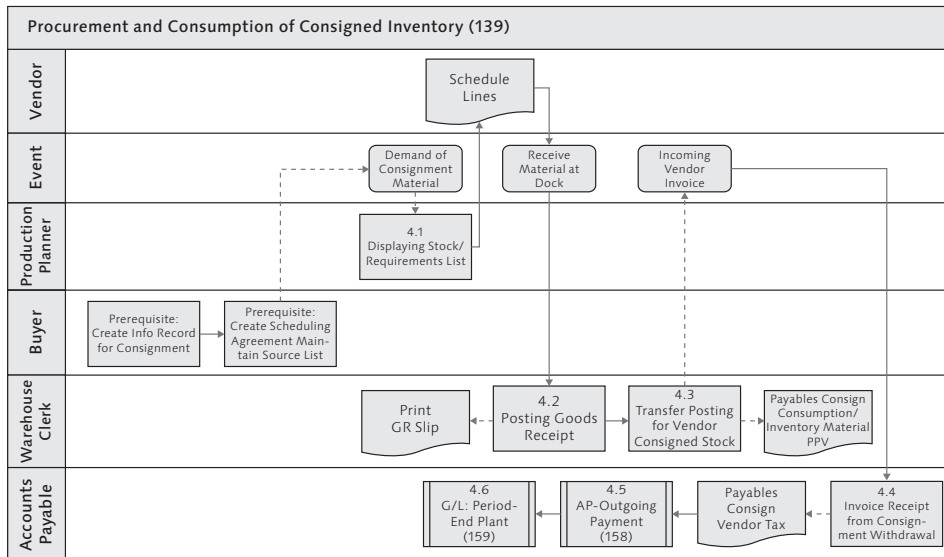 Procurement and Consumption of Consigned Inventory (139)
Vendor
Schedule
Lines
Event
Demand of
Consignment
Material
Receive
Material at
Dock
Incoming
Vendor
Invoice
Production
Planner
4.1
Displaying Stock/
Requirements List
Buyer
Prerequisite:
Create Info Record
for Consignment
Prerequisite:
Create Scheduling
Agreement Main-
tain Source List
Warehouse
Clerk
Print
GR Slip
4.2
Posting Goods
Receipt
4.3
Transfer Posting
for Vendor
Consigned Stock
Payables Consign
Consumption/
Inventory Material
PPV
Accounts
Payable
4.6
G/L: Period-
End Plant
(159)
4.5
AP-Outgoing
Payment
(158)
Payables
Consign
Vendor Tax
4.4
Invoice Receipt
from Consign-
ment Withdrawal